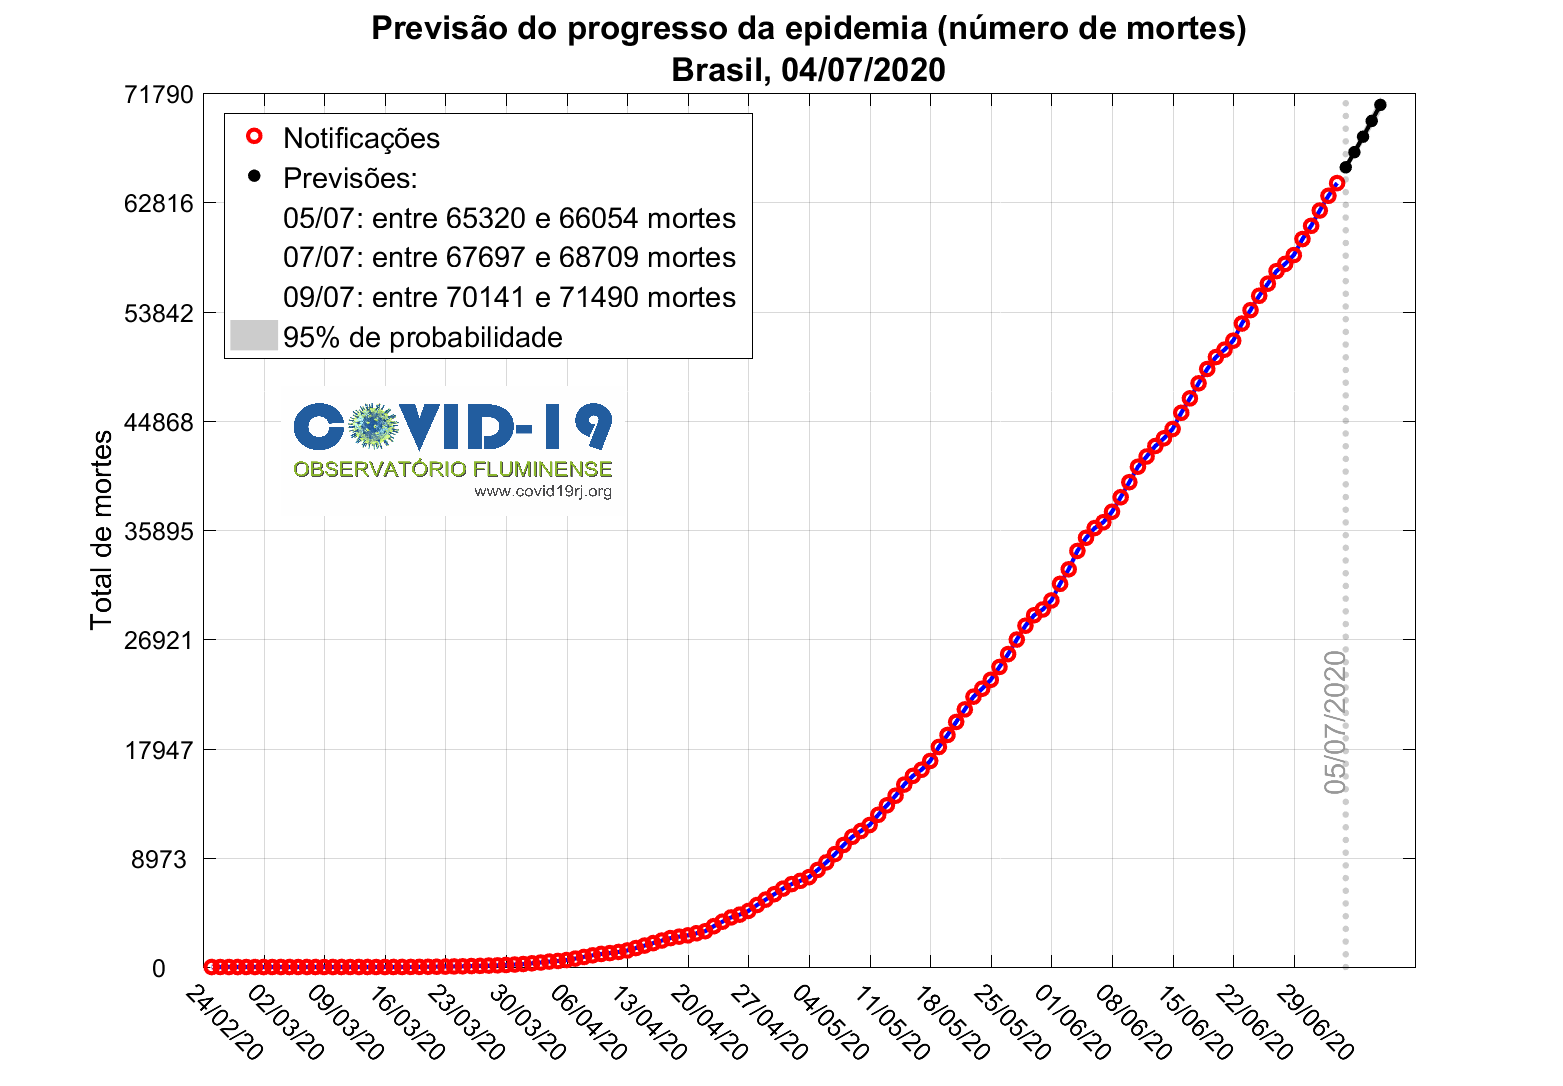 Previsão do progresso da epidemia (número de mortes)
Brasil, 04/07/2020
71790
62816
53842
44868
35895
26921
17947
8973
0
Total de mortes
Notificações
Previsões:
05/07: entre 65320 e 66054 mortes
07/07: entre 67697 e 68709 mortes
09/07: entre 70141 e 71490 mortes
95% de probabilidade
COVID-19
OBSERVATÓRIO FLUMINENSE
www.covid19rj.org
05/07/2020
24/02/20
02/03/20
09/03/20
16/03/20
23/03/20
30/03/20
06/04/20
13/04/20
20/04/20
27/04/20
04/05/20
11/05/20
18/05/20
25/05/20
01/06/20
08/06/20
15/06/20
22/06/20
29/06/20